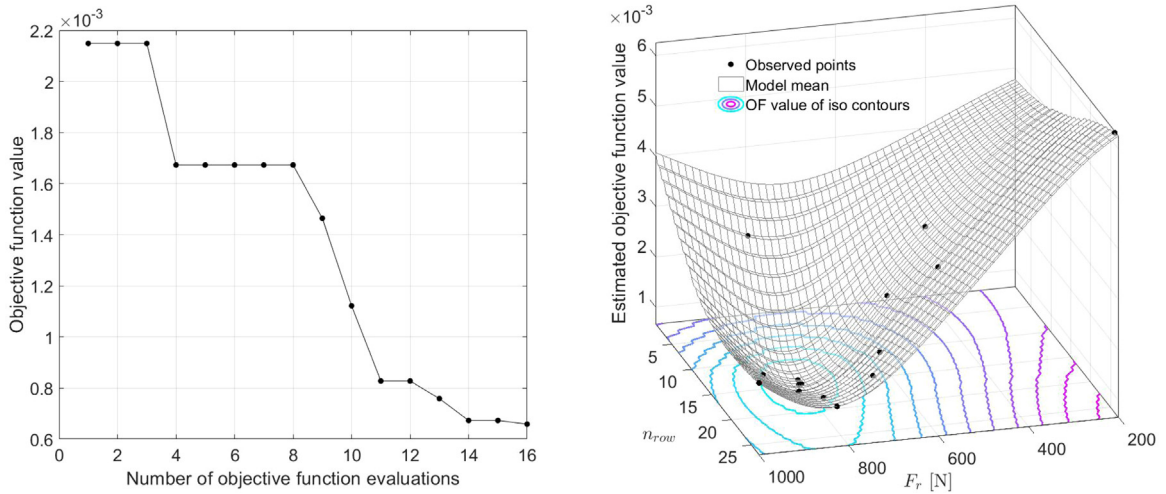 ×10⁻³
2.2
2
1.8
1.6
1.4
1.2
1
0.8
0.6
0 2 4 6 8 10 12 14 16
Objective function value
Number of objective function evaluations
×10⁻³
6
5
4
3
2
1
Estimated objective function value
Observed points
Model mean
OF value of iso contours
5
10
15
20
25
n_row
1000 800 600 400 200
F_r [N]